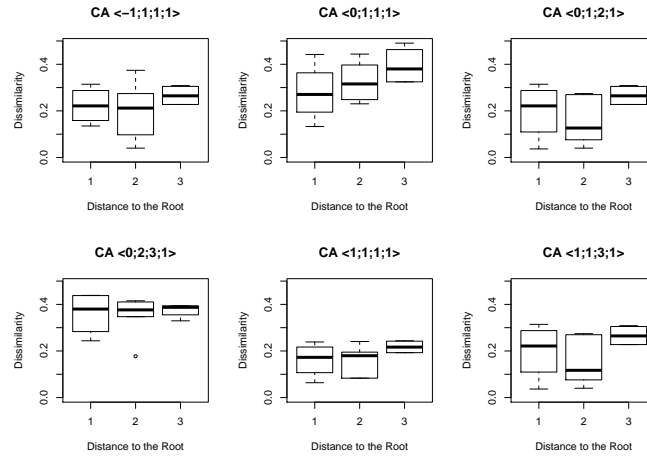 CA <−1;1;1;1>
Dissimilarity
0.0 0.2 0.4
1 2 3
Distance to the Root
CA <0;1;1;1>
Dissimilarity
0.0 0.2 0.4
1 2 3
Distance to the Root
CA <0;1;2;1>
Dissimilarity
0.0 0.2 0.4
1 2 3
Distance to the Root
CA <0;2;3;1>
Dissimilarity
0.0 0.2 0.4
1 2 3
Distance to the Root
CA <1;1;1;1>
Dissimilarity
0.0 0.2 0.4
1 2 3
Distance to the Root
CA <1;1;3;1>
Dissimilarity
0.0 0.2 0.4
1 2 3
Distance to the Root